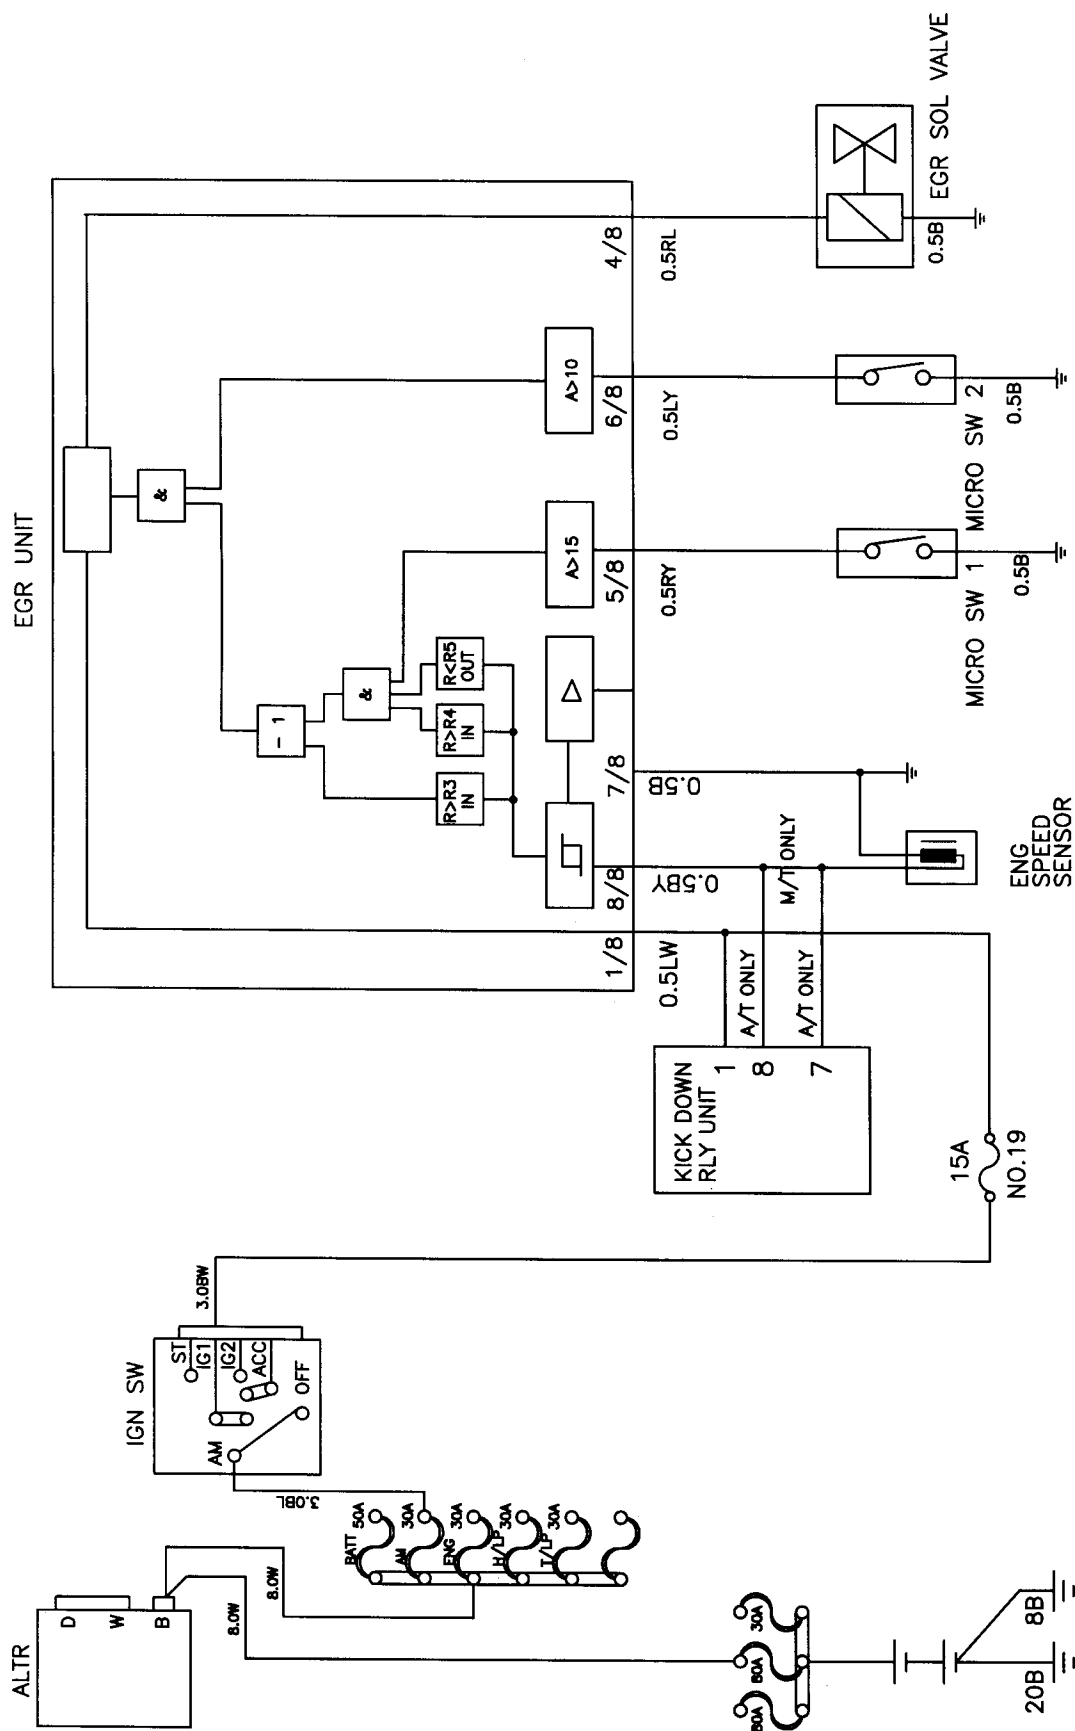 EGR UNIT
&
- 1
&
R>R3
IN
R>R4
IN
R<R5
OUT
A>15
A>10
1/8
8/8
7/8
5/8
6/8
4/8
0.5LW
0.5BY
0.5B
0.5RY
0.5LY
0.5RL
KICK DOWN
RLY UNIT
1
8
7
A/T ONLY
A/T ONLY
M/T ONLY
ENG
SPEED
SENSOR
MICRO SW 1
0.5B
MICRO SW 2
0.5B
EGR SOL VALVE
0.5B
15A
NO.19
IGN SW
ST
IG1
IG2
ACC
AM
OFF
3.0BW
3.0BL
BATT
50A
AM
30A
ENG
30A
H/LP
30A
T/LP
30A
ALTR
D
W
B
8.0W
8.0W
80A
80A
30A
20B
8B